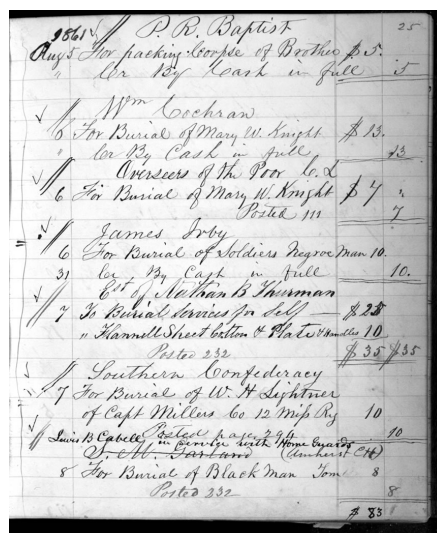 25
1861 P. R. Baptist
Aug 5 For packing Corpse of Brother $ 5.
" Cr By Cash in full 5
Wm Cochran
6 For Burial of Mary W. Knight $ 13.
" Cr By Cash in full 13
Overseers of the Poor C. L
6 For Burial of Mary W. Knight $ 7 "
Posted 111 7
James Irby
6 For Burial of Soldiers Negroe Man 10.
31 Cr. By Cash in full 10.
Est of Nathan B Thurman
7 To Burial Services for Self — $ 25
" Flannell Sheet Cotton & Plate & Handles 10
Posted 232 $ 35 $35
Southern Confederacy
7 For Burial of W. H Lightner
of Capt Millers Co 12 Miss Rg 10
Posted page 296 10
Lewis B Cabell in Service with Home Guards
S. M. Garland (Amherst CH)
8 For Burial of Black Man Tom 8
Posted 232 8
$ 83